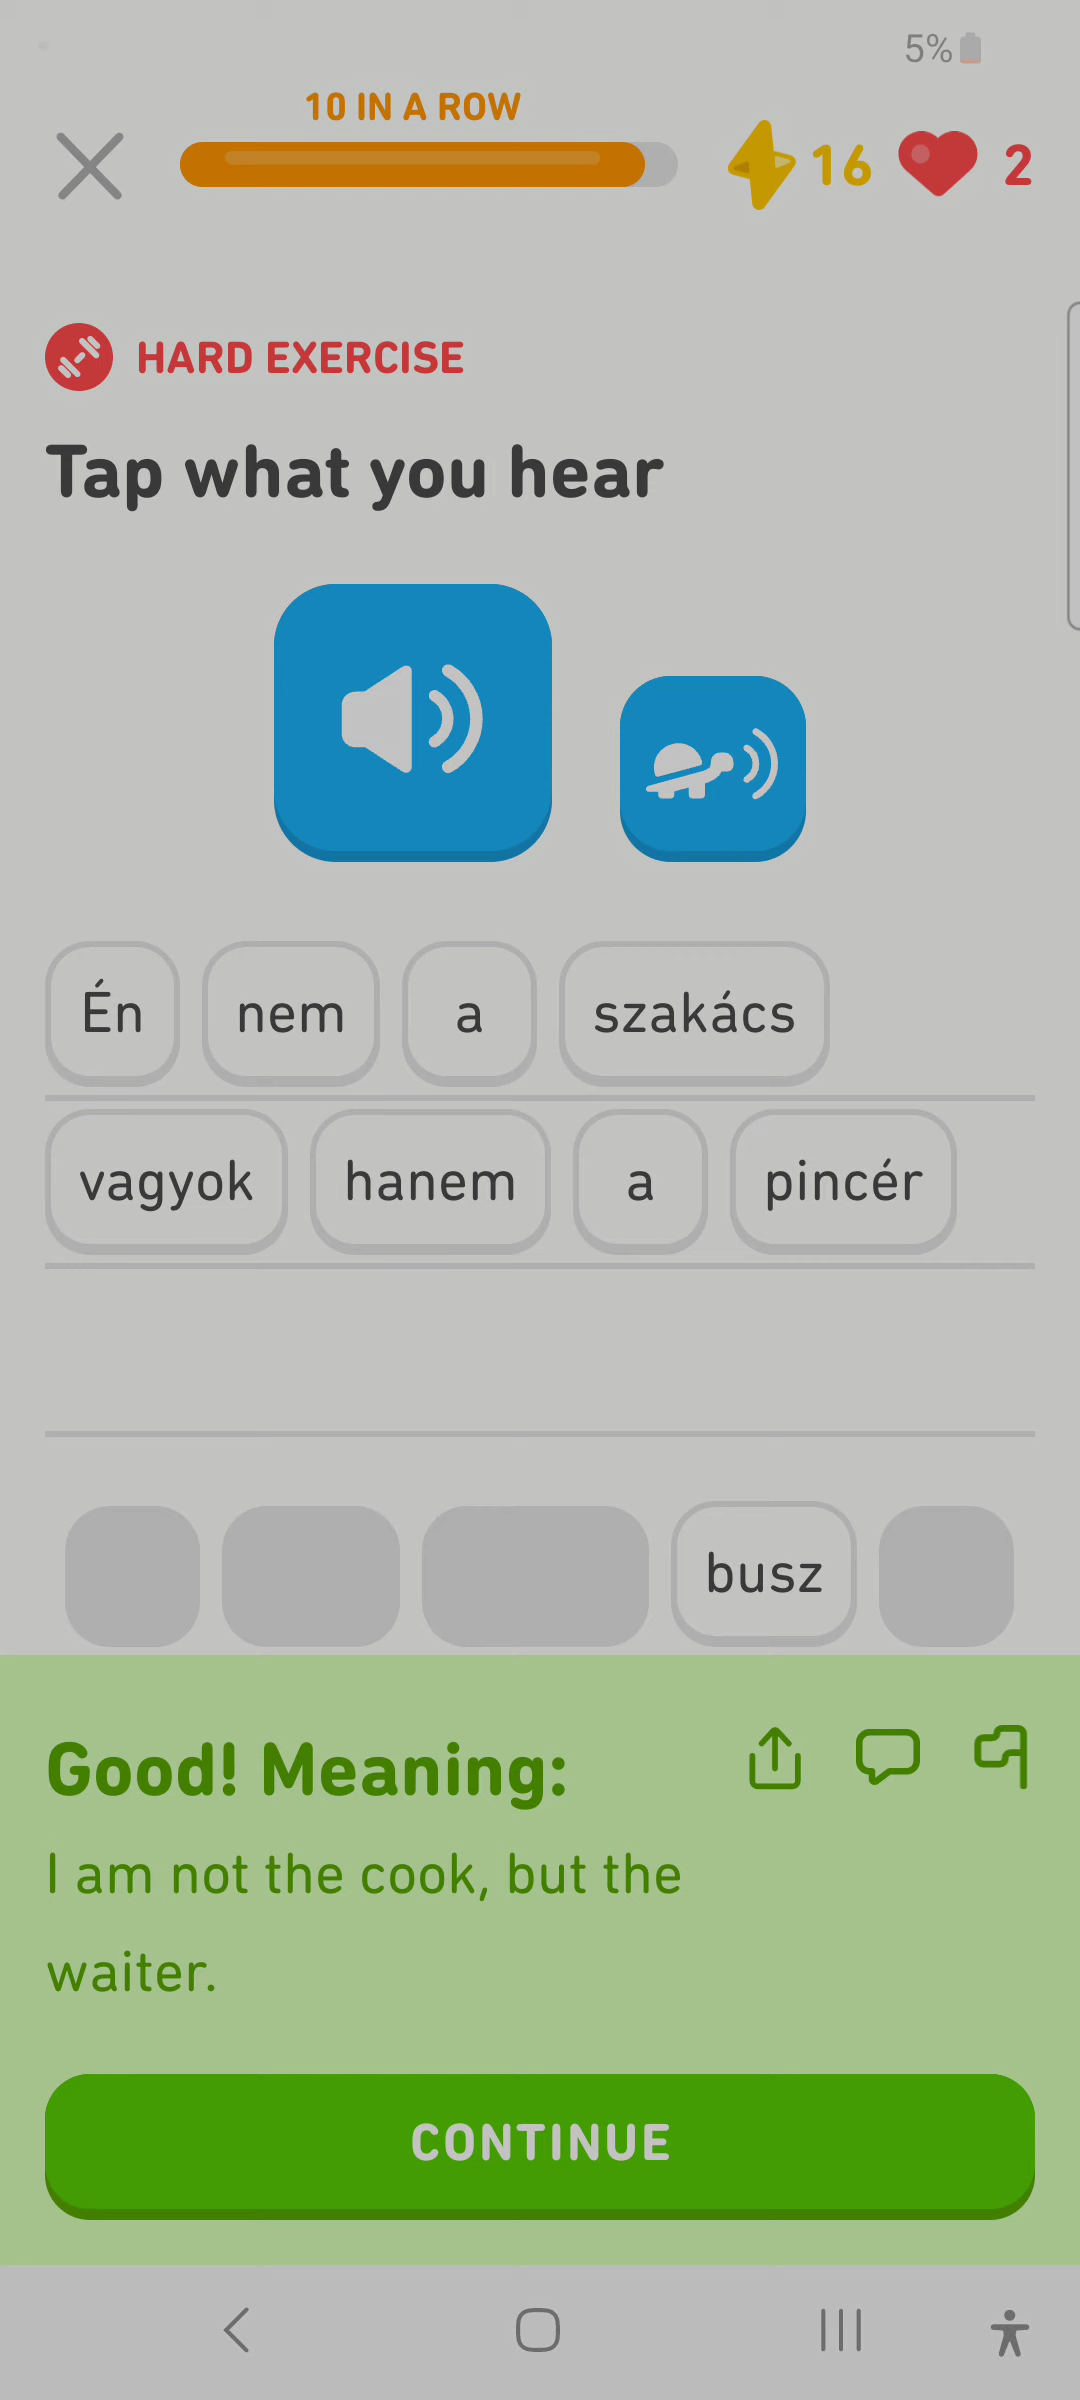 5%
10 IN A ROW
16 2
HARD EXERCISE
Tap what you hear
Én nem a szakács
vagyok hanem a pincér
busz
Good! Meaning:
I am not the cook, but the
waiter.
CONTINUE